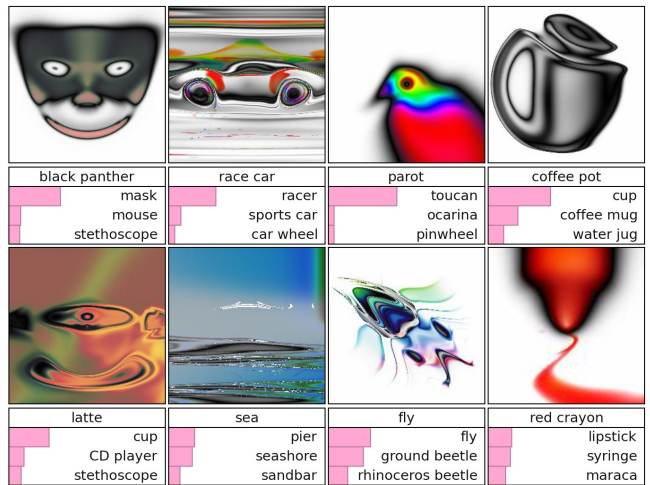 black panther
mask
mouse
stethoscope
race car
racer
sports car
car wheel
parot
toucan
ocarina
pinwheel
coffee pot
cup
coffee mug
water jug
latte
cup
CD player
stethoscope
sea
pier
seashore
sandbar
fly
fly
ground beetle
rhinoceros beetle
red crayon
lipstick
syringe
maraca